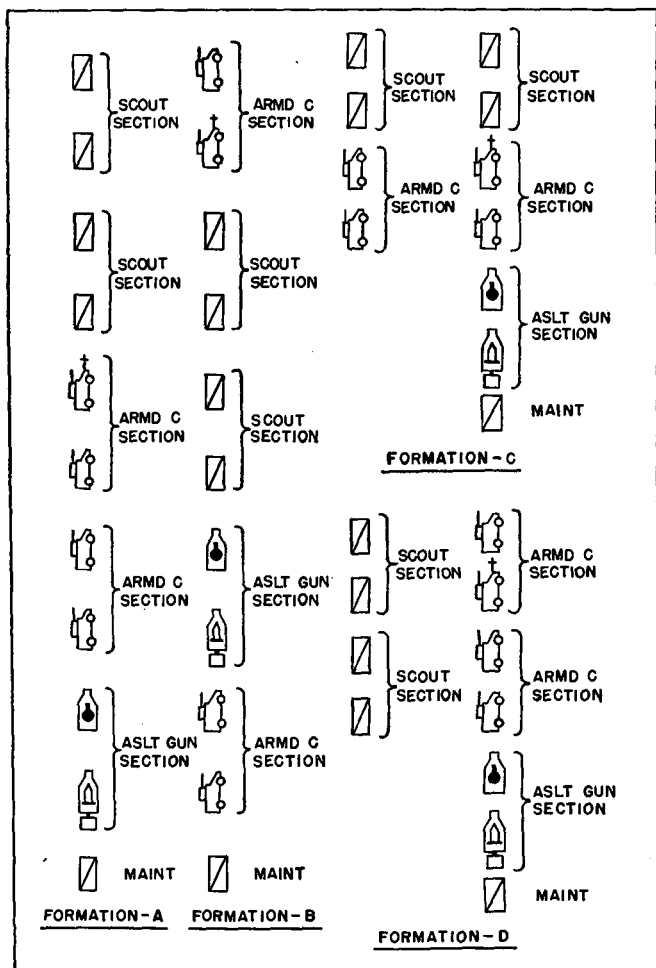 SCOUT
SECTION
SCOUT
SECTION
ARMD C
SECTION
ARMD C
SECTION
ASLT GUN
SECTION
MAINT
FORMATION-A
ARMD C
SECTION
SCOUT
SECTION
SCOUT
SECTION
ASLT GUN
SECTION
ARMD C
SECTION
MAINT
FORMATION-B
SCOUT
SECTION
SCOUT
SECTION
ARMD C
SECTION
ARMD C
SECTION
ASLT GUN
SECTION
MAINT
FORMATION-C
SCOUT
SECTION
ARMD C
SECTION
SCOUT
SECTION
ARMD C
SECTION
ASLT GUN
SECTION
MAINT
FORMATION-D